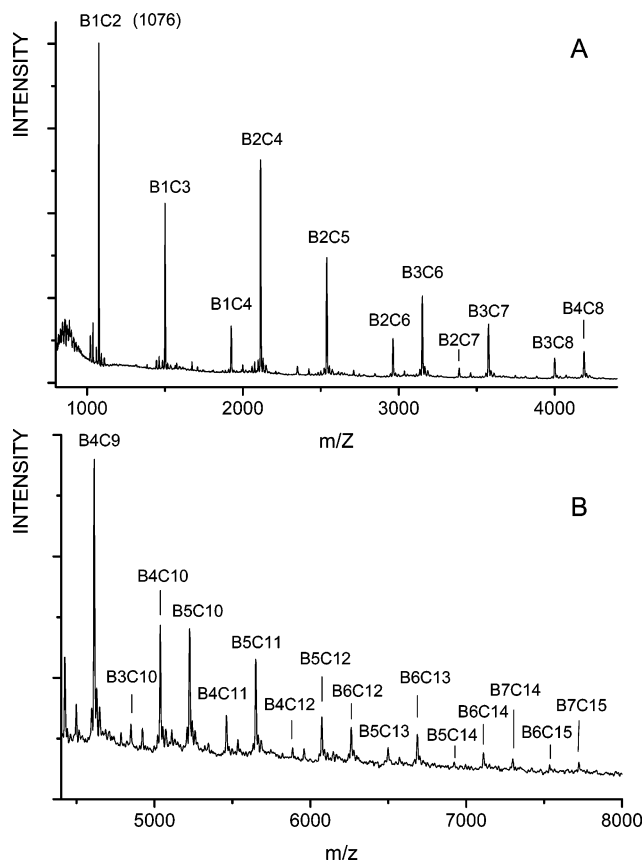 B1C2 (1076)
A
INTENSITY
B2C4
B1C3
B2C5
B3C6
B1C4
B3C7
B4C8
B2C6
B2C7
B3C8
1000 2000 3000 4000
m/Z
B4C9
INTENSITY
B
B4C10
B5C10
B5C11
B3C10
B5C12
B4C11
B6C12
B6C13
B4C12
B7C14
B7C15
B6C14
B5C13
B5C14
B6C15
5000 6000 7000 8000
m/z